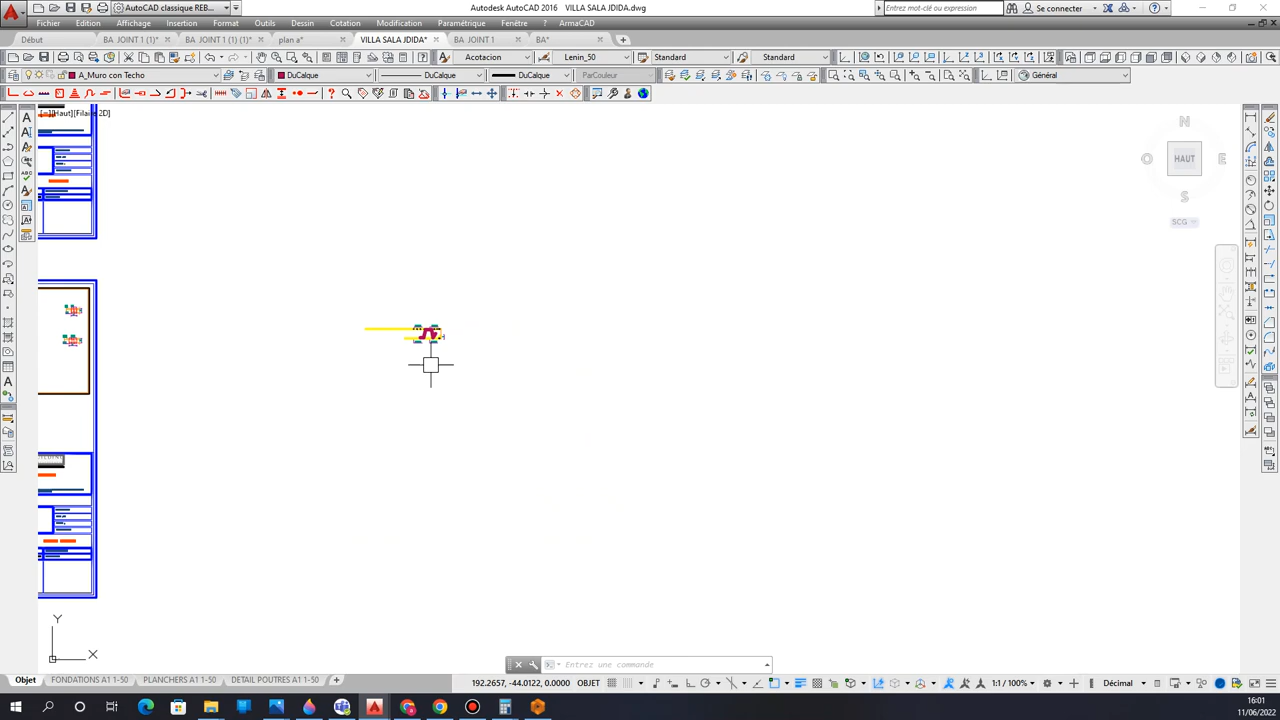 AutoCAD classique REB...
Autodesk AutoCAD 2016 VILLA SALA JDIDA.dwg
Entrez mot-clé ou expression
Se connecter
Fichier Edition Affichage Insertion Format Outils Dessin Cotation Modification Paramétrique Fenêtre ? ArmaCAD
Début
BA JOINT 1 (1)*
BA JOINT 1 (1) (1)*
plan a*
VILLA SALA JDIDA*
BA JOINT 1
BA*
Acotacion
Lenin_50
Standard
Standard
A_Muro con Techo
DuCalque
DuCalque
DuCalque
ParCouleur
Général
[−][Haut][Filaire 2D]
N
O
HAUT
E
S
SCG
Y
X
Entrez une commande
Objet
FONDATIONS A1 1-50
PLANCHERS A1 1-50
DETAIL POUTRES A1 1-50
192.2657, -44.0122, 0.0000
OBJET
1:1 / 100%
Décimal
16:01
11/06/2022